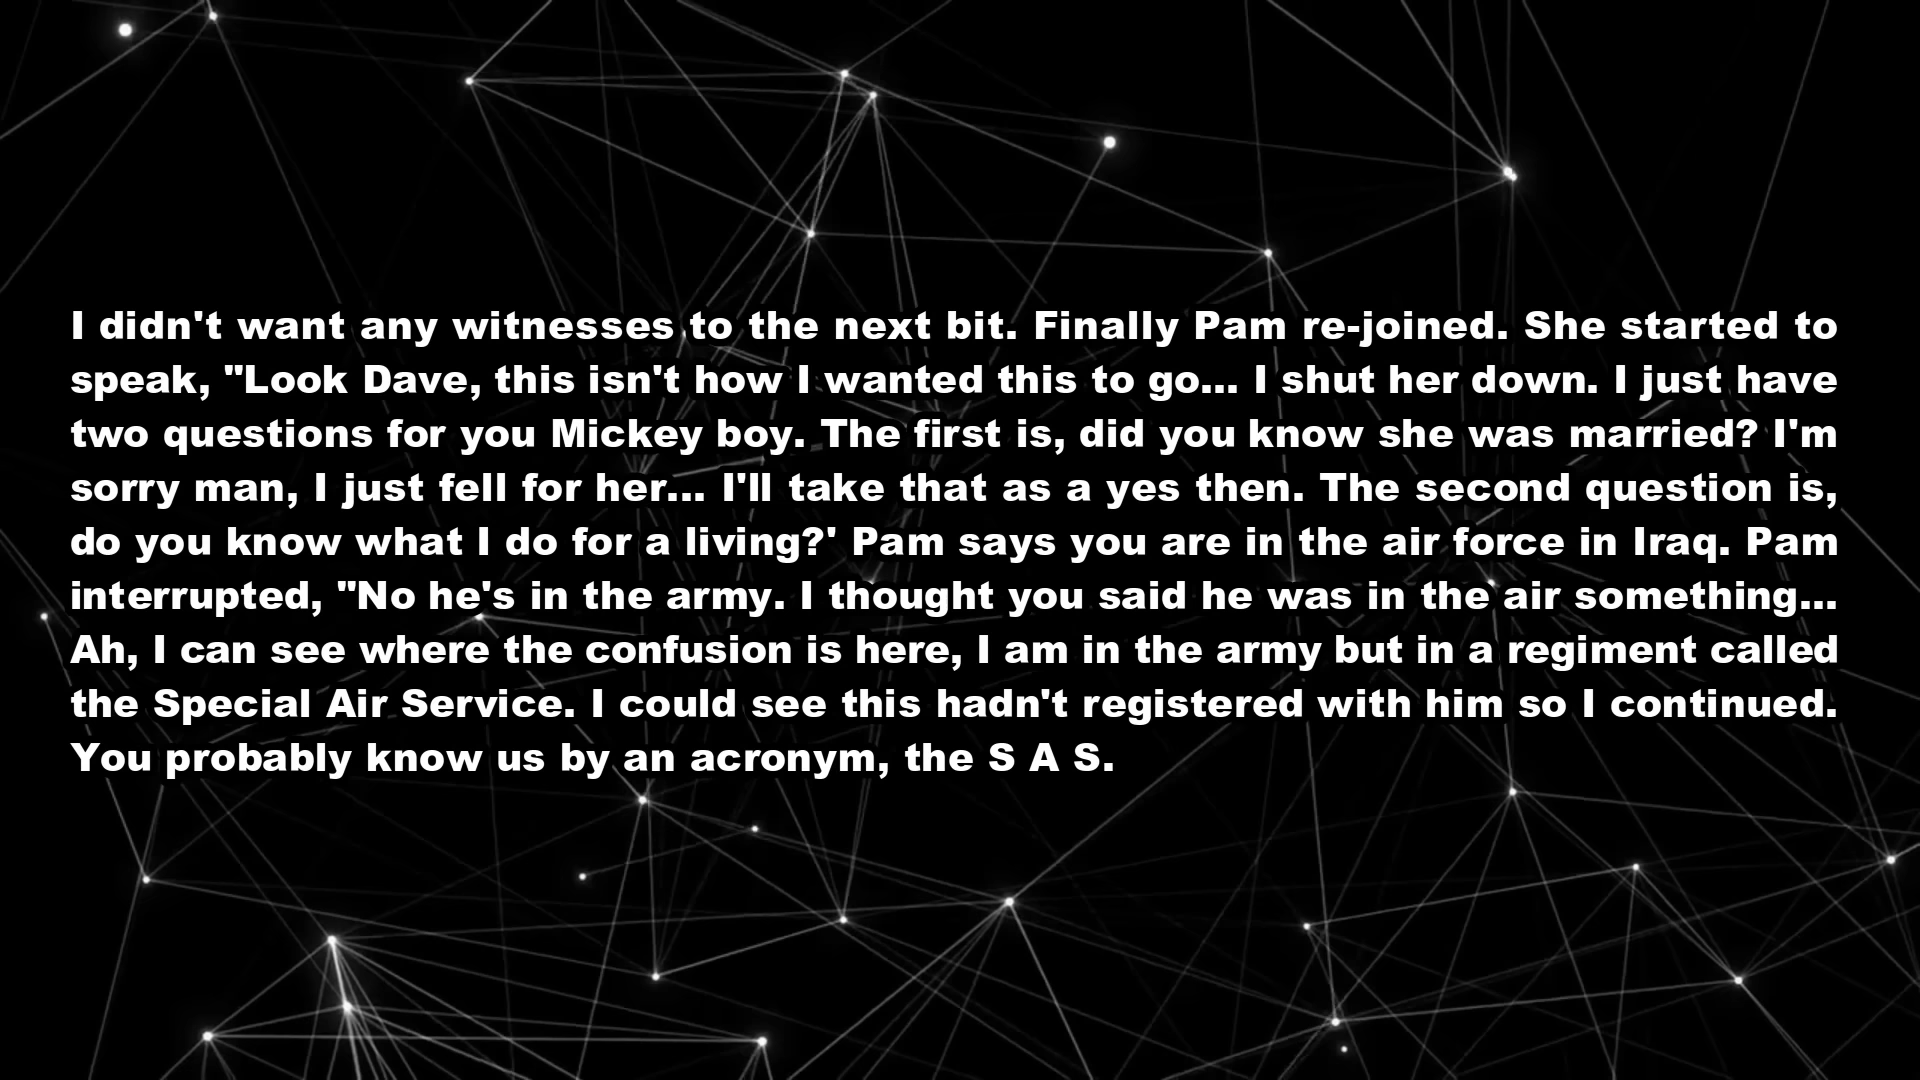 I didn't want any witnesses to the next bit. Finally Pam re-joined. She started to
speak, "Look Dave, this isn't how I wanted this to go... I shut her down. I just have
two questions for you Mickey boy. The first is, did you know she was married? I'm
sorry man, I just fell for her... I'll take that as a yes then. The second question is,
do you know what I do for a living?' Pam says you are in the air force in Iraq. Pam
interrupted, "No he's in the army. I thought you said he was in the air something...
Ah, I can see where the confusion is here, I am in the army but in a regiment called
the Special Air Service. I could see this hadn't registered with him so I continued.
You probably know us by an acronym, the S A S.